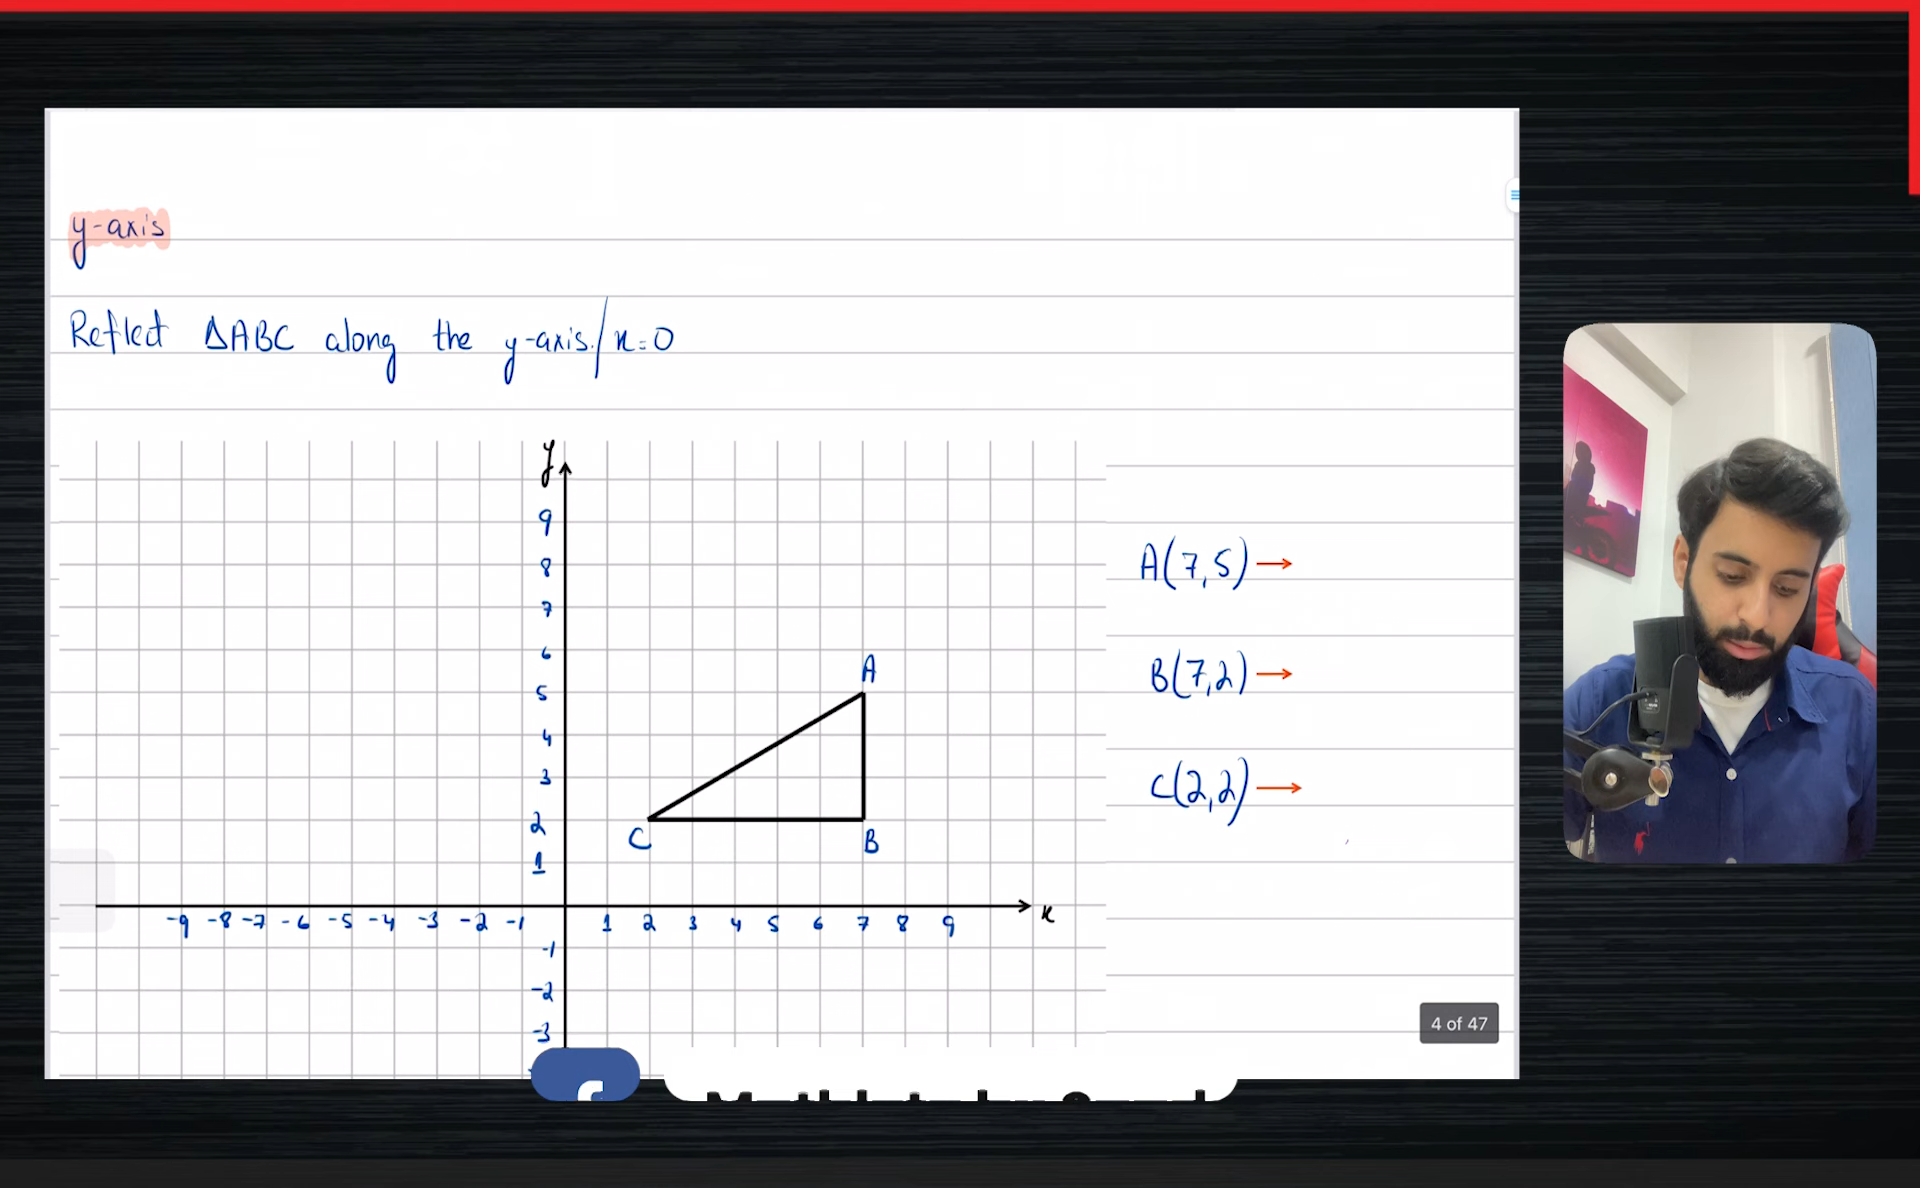 y-axis
Reflect ΔABC along the y-axis./x=0
y
9
8
7
6
5
4
3
2
1
A
B
C
-9 -8 -7 -6 -5 -4 -3 -2 -1 1 2 3 4 5 6 7 8 9
x
-1
-2
-3
A(7,5)→
B(7,2)→
C(2,2)→
4 of 47